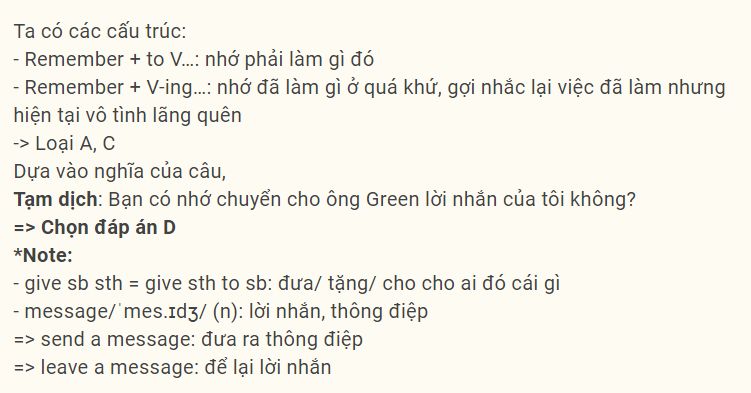 Ta có các cấu trúc:
- Remember + to V...: nhớ phải làm gì đó
- Remember + V-ing...: nhớ đã làm gì ở quá khứ, gợi nhắc lại việc đã làm nhưng
hiện tại vô tình lãng quên
-> Loại A, C
Dựa vào nghĩa của câu,
Tạm dịch: Bạn có nhớ chuyển cho ông Green lời nhắn của tôi không?
=> Chọn đáp án D
*Note:
- give sb sth = give sth to sb: đưa/ tặng/ cho cho ai đó cái gì
- message/ˈmes.ɪdʒ/ (n): lời nhắn, thông điệp
=> send a message: đưa ra thông điệp
=> leave a message: để lại lời nhắn